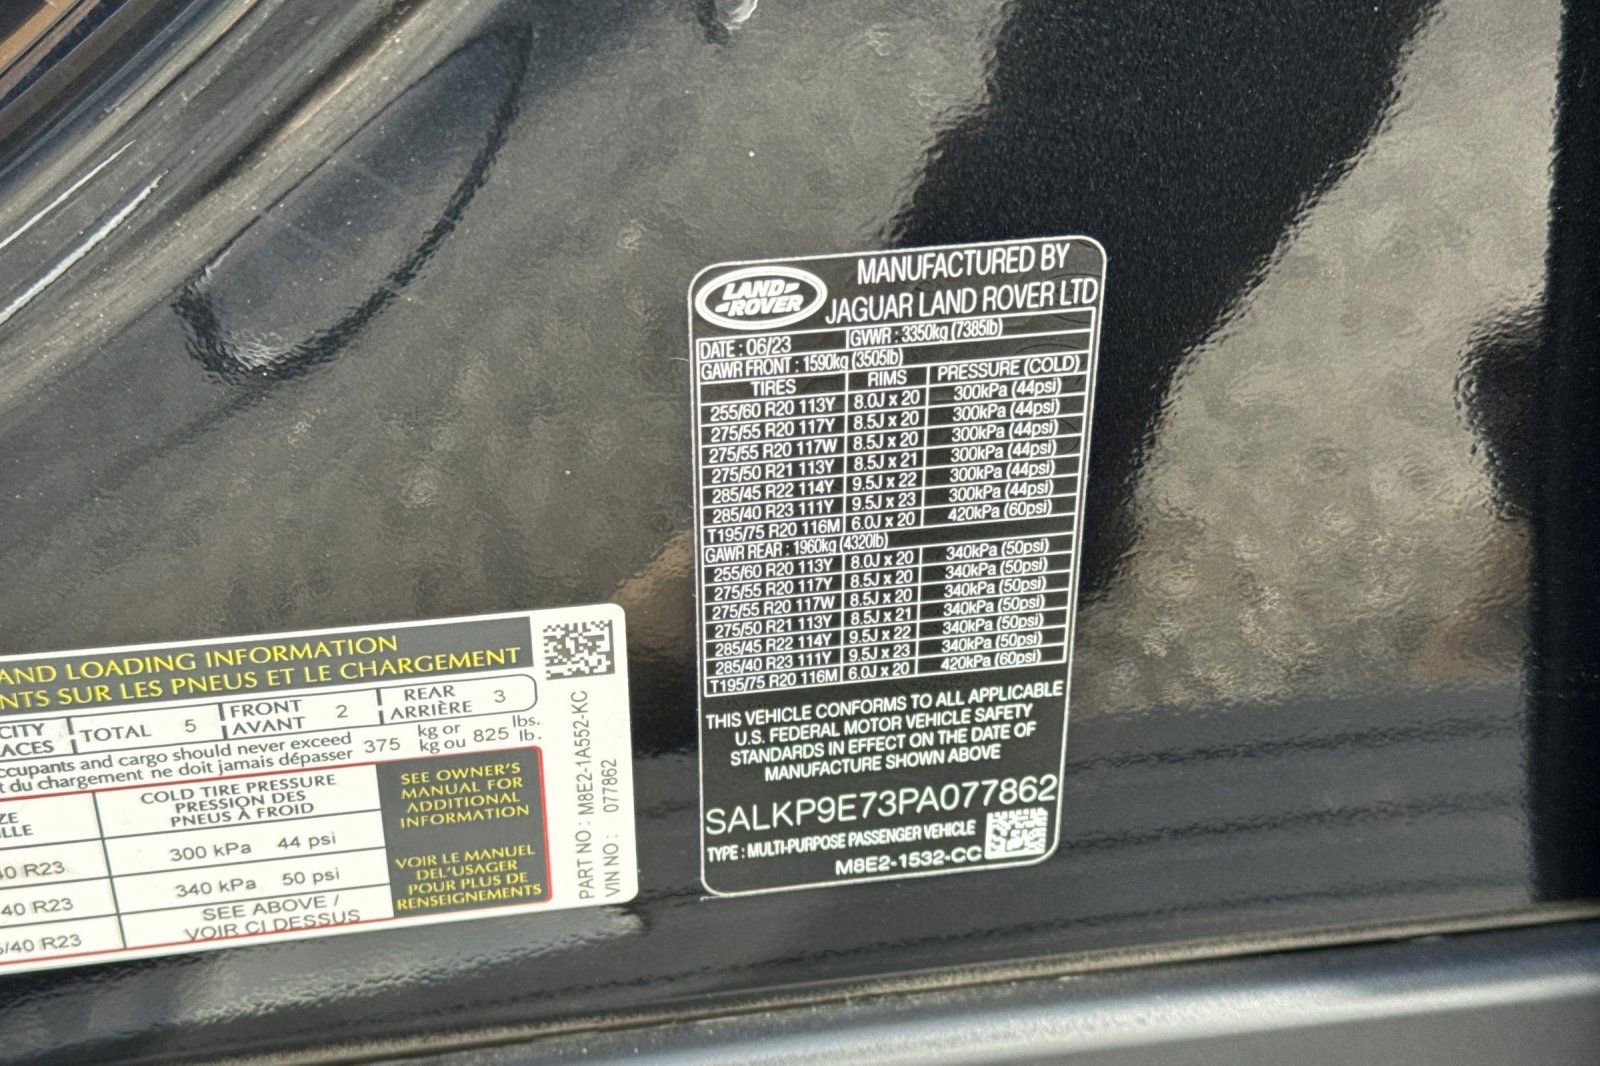 LAND ROVER
MANUFACTURED BY
JAGUAR LAND ROVER LTD
DATE : 06/23 GVWR : 3350kg (7385lb)
GAWR FRONT : 1590kg (3505lb)
TIRES RIMS PRESSURE (COLD)
255/60 R20 113Y 8.0J x 20 300kPa (44psi)
275/55 R20 117Y 8.5J x 20 300kPa (44psi)
275/55 R20 117W 8.5J x 20 300kPa (44psi)
275/50 R21 113Y 8.5J x 21 300kPa (44psi)
285/45 R22 114Y 9.5J x 22 300kPa (44psi)
285/40 R23 111Y 9.5J x 23 300kPa (44psi)
T195/75 R20 116M 6.0J x 20 420kPa (60psi)
GAWR REAR : 1960kg (4320lb)
255/60 R20 113Y 8.0J x 20 340kPa (50psi)
275/55 R20 117Y 8.5J x 20 340kPa (50psi)
275/55 R20 117W 8.5J x 20 340kPa (50psi)
275/50 R21 113Y 8.5J x 21 340kPa (50psi)
285/45 R22 114Y 9.5J x 22 340kPa (50psi)
285/40 R23 111Y 9.5J x 23 340kPa (50psi)
T195/75 R20 116M 6.0J x 20 420kPa (60psi)
THIS VEHICLE CONFORMS TO ALL APPLICABLE
U.S. FEDERAL MOTOR VEHICLE SAFETY
STANDARDS IN EFFECT ON THE DATE OF
MANUFACTURE SHOWN ABOVE
SALKP9E73PA077862
TYPE : MULTI-PURPOSE PASSENGER VEHICLE
M8E2-1532-CC
AND LOADING INFORMATION
NTS SUR LES PNEUS ET LE CHARGEMENT
CITY TOTAL 5 FRONT 2 REAR 3
ACES AVANT ARRIÈRE
ccupants and cargo should never exceed 375 kg or 825 lbs.
t du chargement ne doit jamais dépasser kg ou lb.
ZE COLD TIRE PRESSURE
LLE PRESSION DES
PNEUS À FROID
40 R23 300 kPa 44 psi
40 R23 340 kPa 50 psi
/40 R23 SEE ABOVE /
VOIR CI DESSUS
SEE OWNER'S
MANUAL FOR
ADDITIONAL
INFORMATION
VOIR LE MANUEL
DEL'USAGER
POUR PLUS DE
RENSEIGNEMENTS
PART NO : M8E2-1A552-KC
VIN NO : 077862